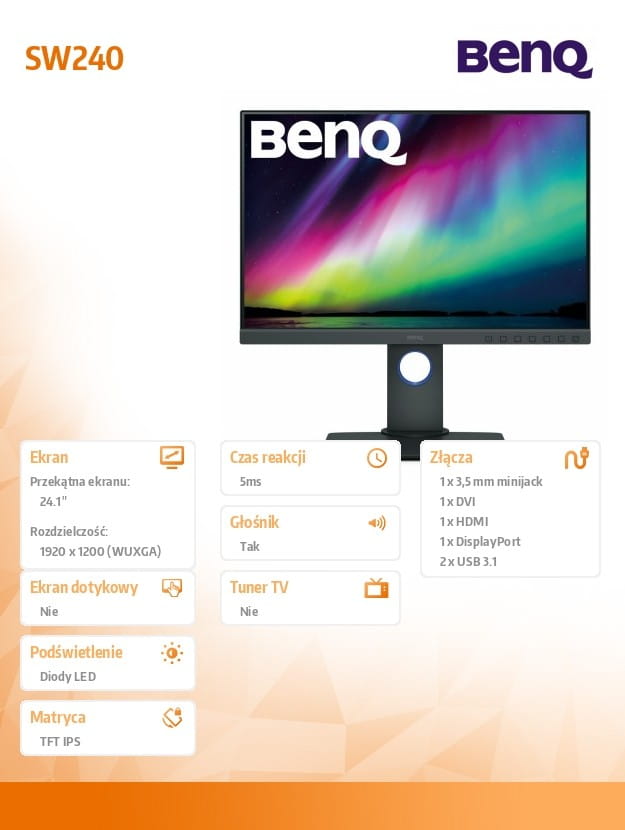 SW240
BenQ
BenQ
BenQ
Ekran
Przekątna ekranu:
24.1"
Rozdzielczość:
1920 x 1200 (WUXGA)
Ekran dotykowy
Nie
Podświetlenie
Diody LED
Matryca
TFT IPS
Czas reakcji
5ms
Głośnik
Tak
Tuner TV
Nie
Złącza
1 x 3,5 mm minijack
1 x DVI
1 x HDMI
1 x DisplayPort
2 x USB 3.1